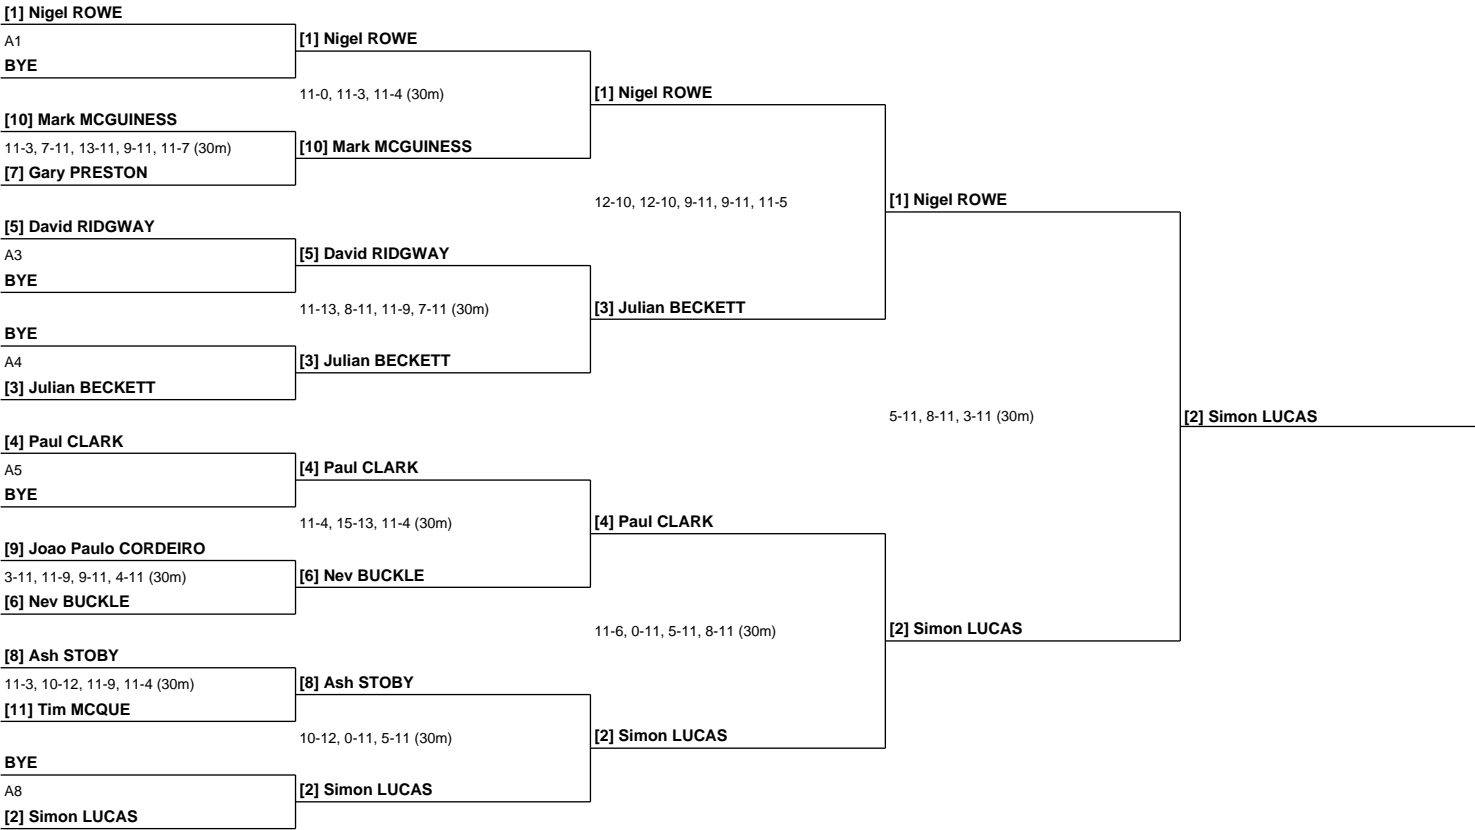 [1] Nigel ROWE
A1
BYE
[1] Nigel ROWE
11-0, 11-3, 11-4 (30m)
[1] Nigel ROWE
[10] Mark MCGUINESS
11-3, 7-11, 13-11, 9-11, 11-7 (30m)
[7] Gary PRESTON
[10] Mark MCGUINESS
12-10, 12-10, 9-11, 9-11, 11-5
[1] Nigel ROWE
[5] David RIDGWAY
A3
BYE
[5] David RIDGWAY
11-13, 8-11, 11-9, 7-11 (30m)
[3] Julian BECKETT
BYE
A4
[3] Julian BECKETT
[3] Julian BECKETT
5-11, 8-11, 3-11 (30m)
[2] Simon LUCAS
[4] Paul CLARK
A5
BYE
[4] Paul CLARK
11-4, 15-13, 11-4 (30m)
[4] Paul CLARK
[9] Joao Paulo CORDEIRO
3-11, 11-9, 9-11, 4-11 (30m)
[6] Nev BUCKLE
[6] Nev BUCKLE
11-6, 0-11, 5-11, 8-11 (30m)
[2] Simon LUCAS
[8] Ash STOBY
11-3, 10-12, 11-9, 11-4 (30m)
[11] Tim MCQUE
[8] Ash STOBY
10-12, 0-11, 5-11 (30m)
[2] Simon LUCAS
BYE
A8
[2] Simon LUCAS
[2] Simon LUCAS